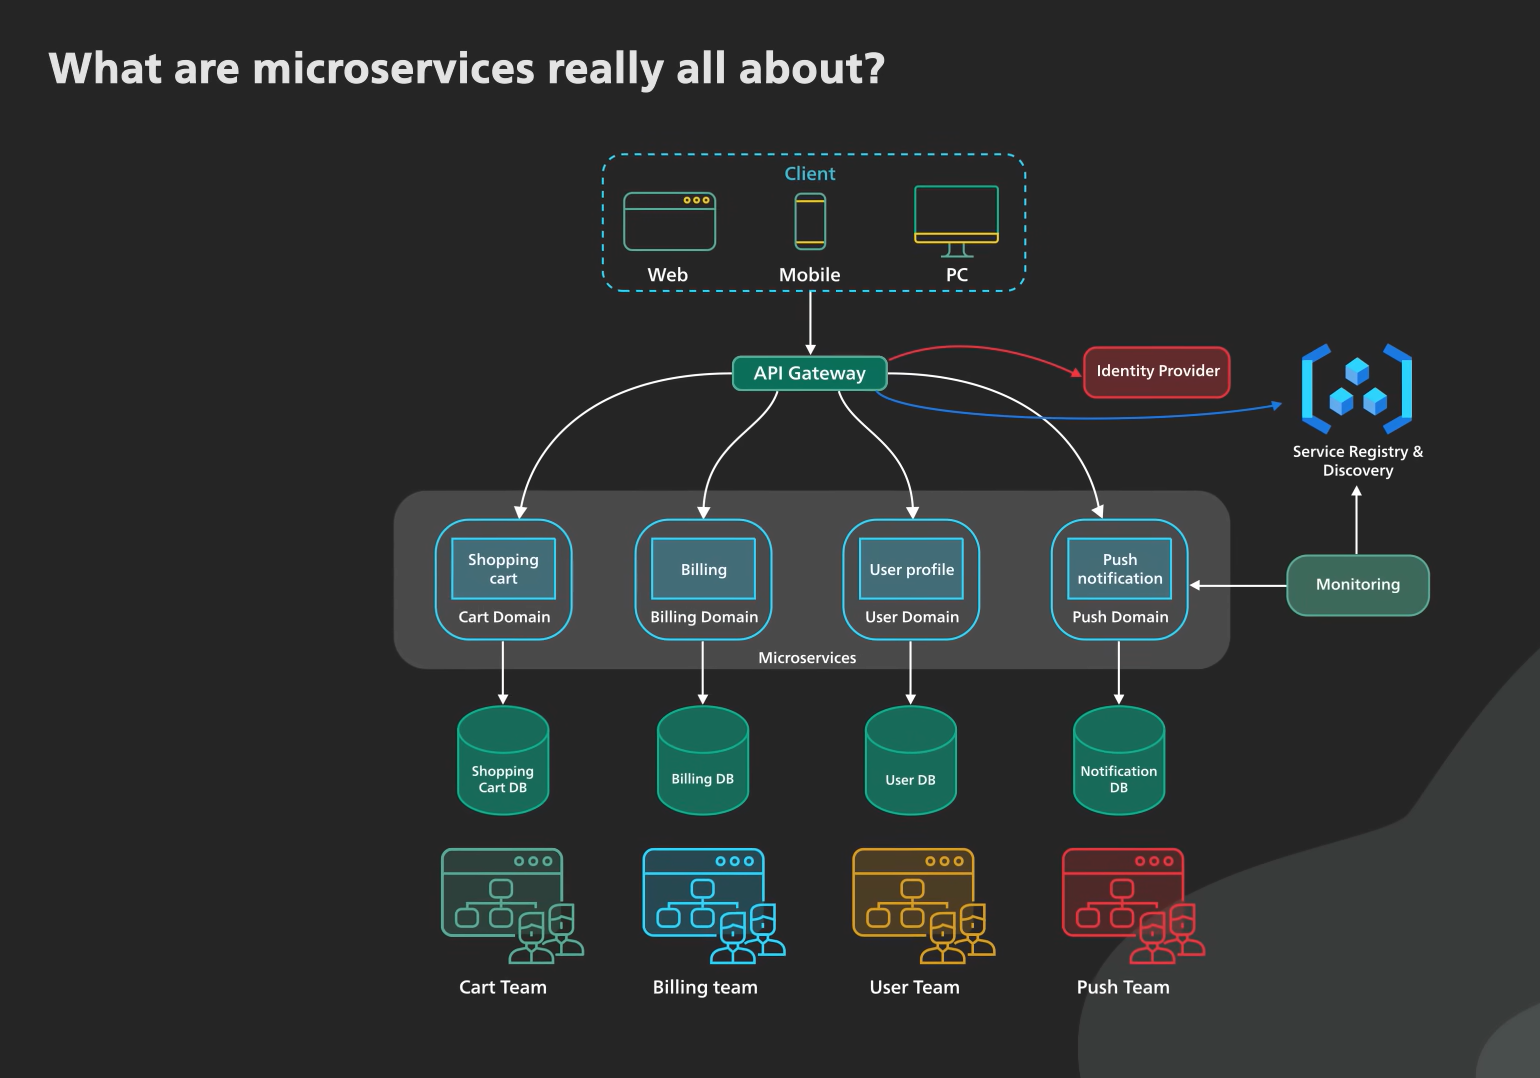 What are microservices really all about?
Client
Web
Mobile
PC
API Gateway
Identity Provider
Service Registry &
Discovery
Shopping
cart
Cart Domain
Billing
Billing Domain
User profile
User Domain
Push
notification
Push Domain
Monitoring
Microservices
Shopping
Cart DB
Billing DB
User DB
Notification
DB
Cart Team
Billing team
User Team
Push Team